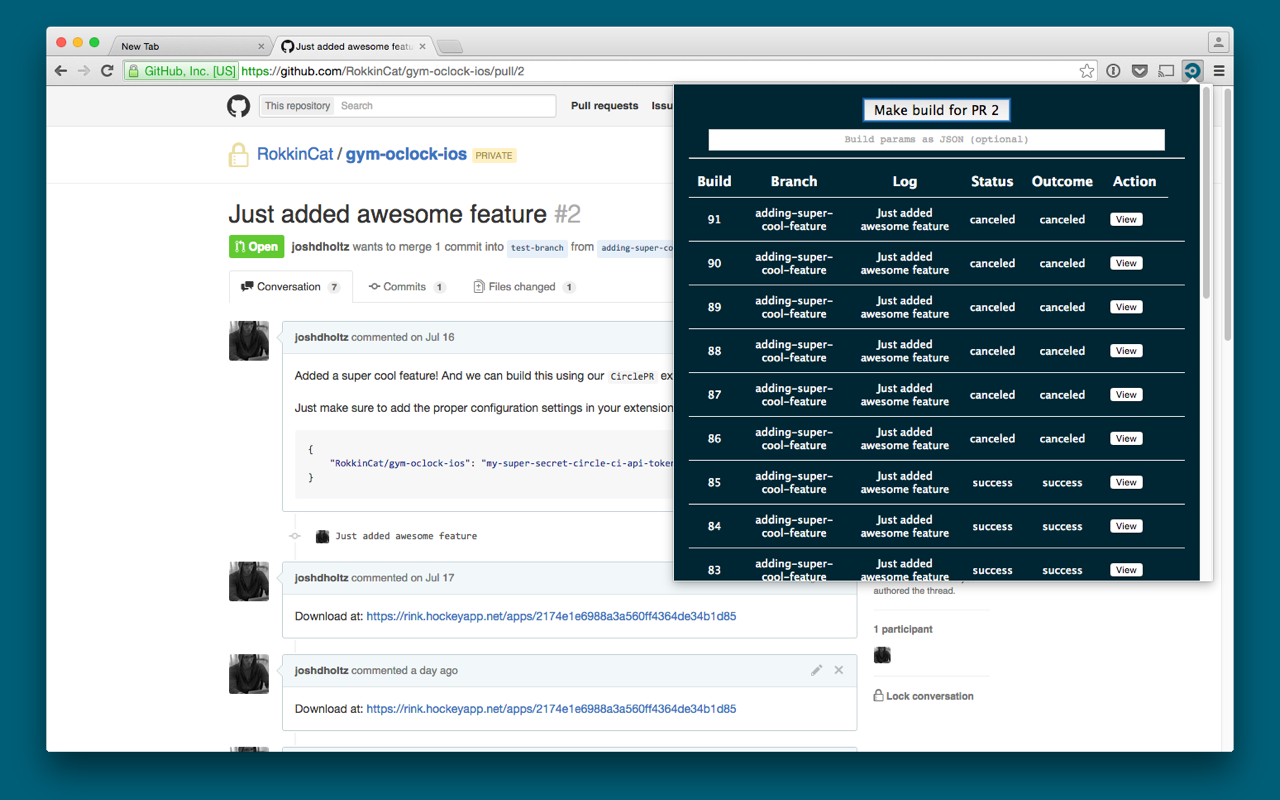 New Tab
Just added awesome featu
GitHub, Inc. [US] https://github.com/RokkinCat/gym-oclock-ios/pull/2
This repository Search
Pull requests Issu
RokkinCat / gym-oclock-ios PRIVATE
Just added awesome feature #2
Open joshdholtz wants to merge 1 commit into test-branch from adding-super-co
Conversation 7 Commits 1 Files changed 1
joshdholtz commented on Jul 16
Added a super cool feature! And we can build this using our CirclePR ex
Just make sure to add the proper configuration settings in your extension
{
"RokkinCat/gym-oclock-ios": "my-super-secret-circle-ci-api-token
}
Just added awesome feature
joshdholtz commented on Jul 17
Download at: https://rink.hockeyapp.net/apps/2174e1e6988a3a560ff4364de34b1d85
joshdholtz commented a day ago
Download at: https://rink.hockeyapp.net/apps/2174e1e6988a3a560ff4364de34b1d85
Make build for PR 2
Build params as JSON (optional)
Build Branch Log Status Outcome Action
91 adding-super- Just added canceled canceled View
cool-feature awesome feature
90 adding-super- Just added canceled canceled View
cool-feature awesome feature
89 adding-super- Just added canceled canceled View
cool-feature awesome feature
88 adding-super- Just added canceled canceled View
cool-feature awesome feature
87 adding-super- Just added canceled canceled View
cool-feature awesome feature
86 adding-super- Just added canceled canceled View
cool-feature awesome feature
85 adding-super- Just added success success View
cool-feature awesome feature
84 adding-super- Just added success success View
cool-feature awesome feature
83 adding-super- Just added success success View
cool-feature awesome feature
authored the thread.
1 participant
Lock conversation